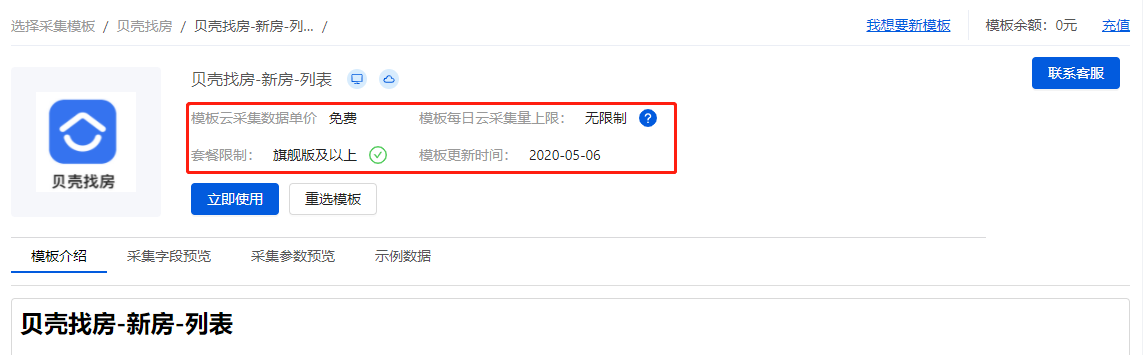 选择采集模板 / 贝壳找房 / 贝壳找房-新房-列... / 我想要新模板 模板余额：0元 充值
联系客服
贝壳找房-新房-列表
模板云采集数据单价 免费 模板每日云采集量上限： 无限制 ?
套餐限制： 旗舰版及以上 模板更新时间： 2020-05-06
贝壳找房
立即使用 重选模板
模板介绍 采集字段预览 采集参数预览 示例数据
贝壳找房-新房-列表